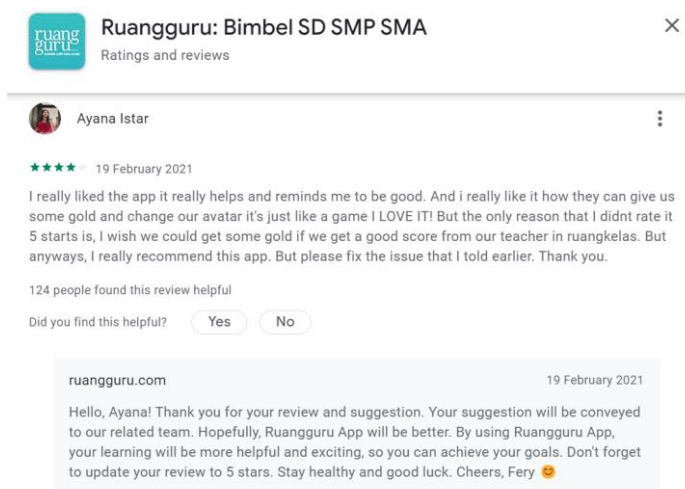 ruang
guru
Ruangguru: Bimbel SD SMP SMA
Ratings and reviews
Ayana Istar
19 February 2021
I really liked the app it really helps and reminds me to be good. And i really like it how they can give us
some gold and change our avatar it's just like a game I LOVE IT! But the only reason that I didnt rate it
5 starts is, I wish we could get some gold if we get a good score from our teacher in ruangkelas. But
anyways, I really recommend this app. But please fix the issue that I told earlier. Thank you.
124 people found this review helpful
Did you find this helpful? Yes No
ruangguru.com 19 February 2021
Hello, Ayana! Thank you for your review and suggestion. Your suggestion will be conveyed
to our related team. Hopefully, Ruangguru App will be better. By using Ruangguru App,
your learning will be more helpful and exciting, so you can achieve your goals. Don't forget
to update your review to 5 stars. Stay healthy and good luck. Cheers, Fery 😊